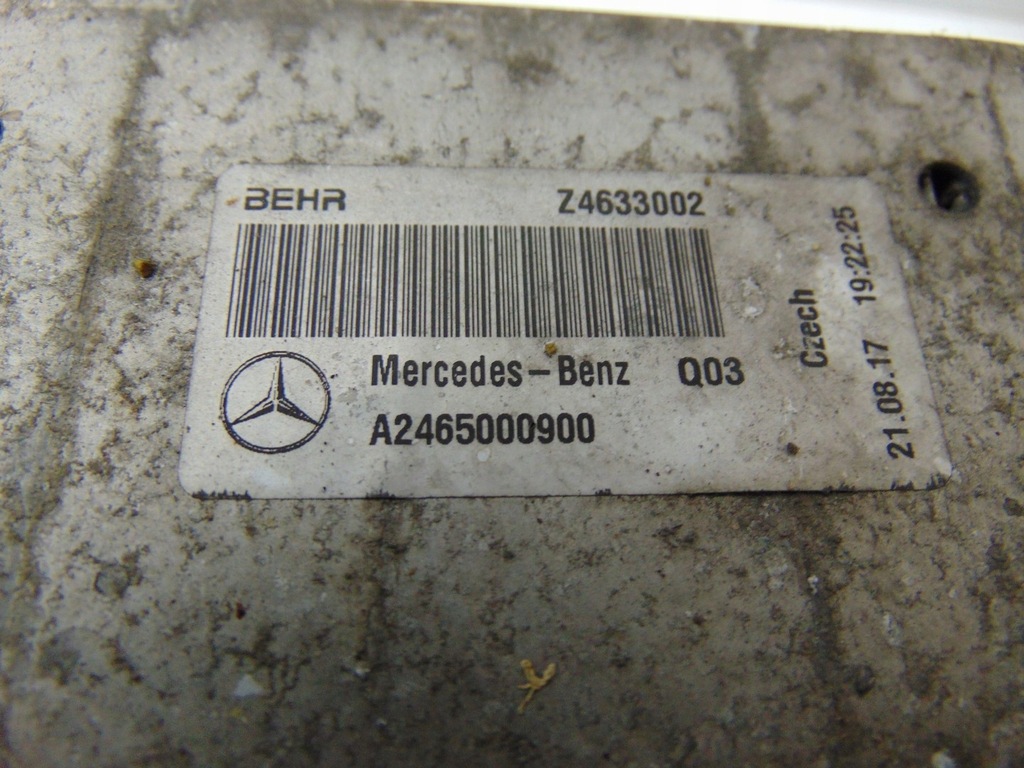 BEHR Z4633002
Mercedes-Benz Q03
A2465000900
Czech
21.08.17 19:22:25